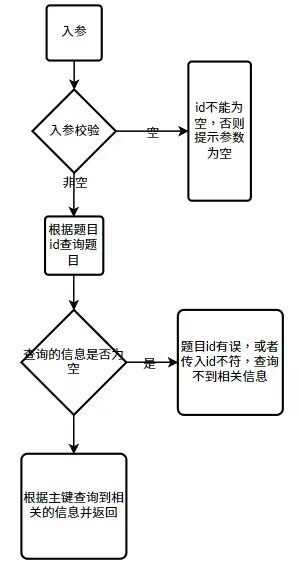 入参
入参校验
空
id不能为
空，否则
提示参数
为空
非空
根据题目
id查询题
目
查询的信息是否为
空
是
题目id有误，或者
传入id不符，查询
不到相关信息
根据主键查询到相
关的信息并返回